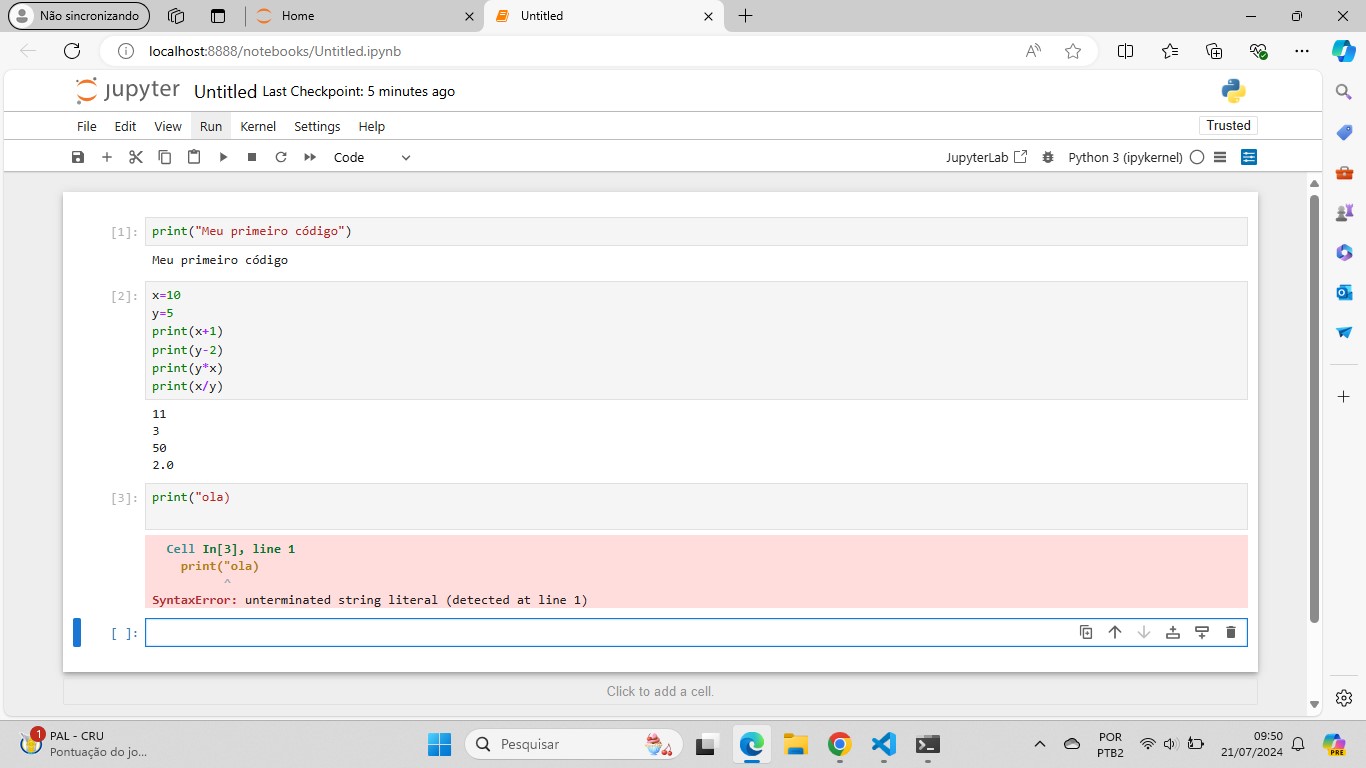 Não sincronizando
Home
Untitled
localhost:8888/notebooks/Untitled.ipynb
jupyter Untitled Last Checkpoint: 5 minutes ago
File Edit View Run Kernel Settings Help
Trusted
Code
JupyterLab
Python 3 (ipykernel)
[1]: print("Meu primeiro código")
Meu primeiro código
[2]: x=10
y=5
print(x+1)
print(y-2)
print(y*x)
print(x/y)
11
3
50
2.0
[3]: print("ola)
Cell In[3], line 1
print("ola)
^
SyntaxError: unterminated string literal (detected at line 1)
[ ]:
Click to add a cell.
1
PAL - CRU
Pontuação do jo...
Pesquisar
POR
PTB2
09:50
21/07/2024
PRE